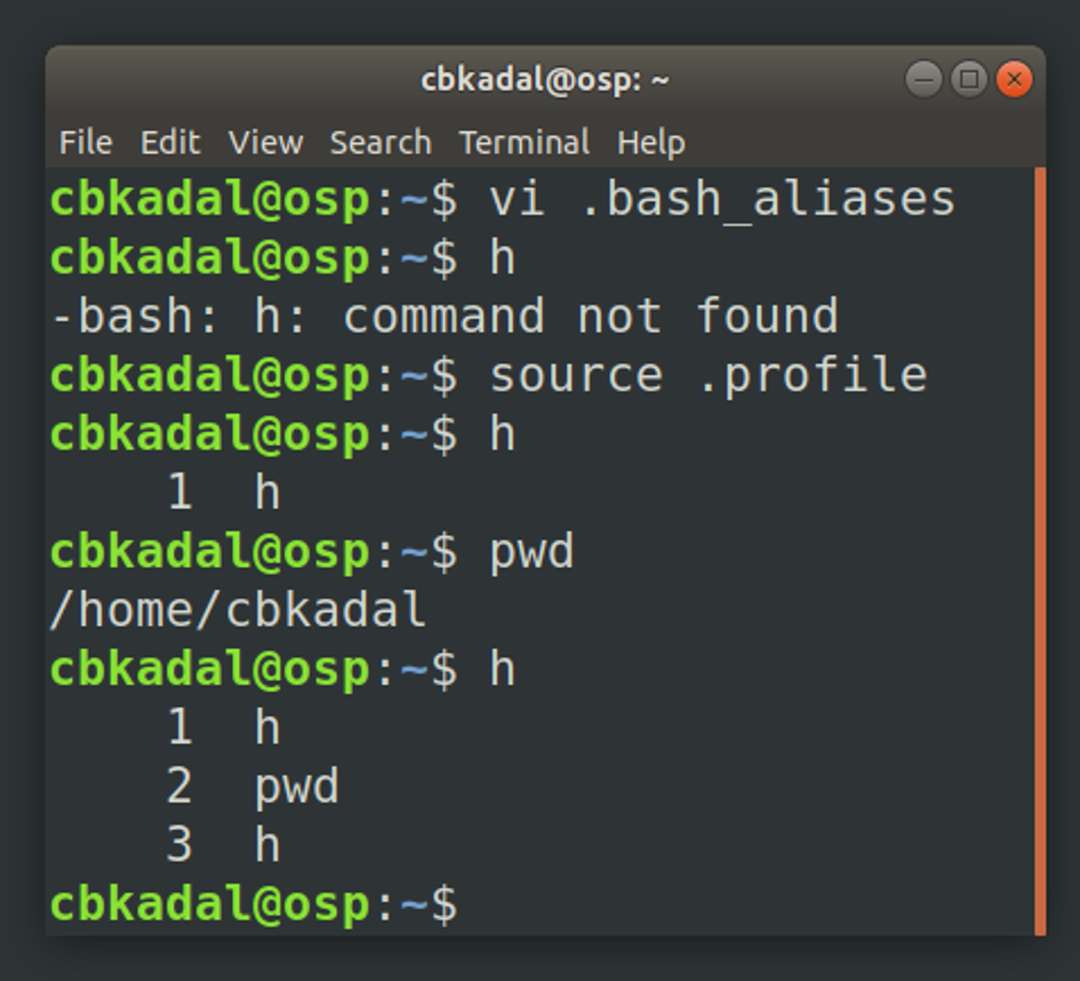 cbkadal@osp: ~
File Edit View Search Terminal Help
cbkadal@osp:~$ vi .bash_aliases
cbkadal@osp:~$ h
-bash: h: command not found
cbkadal@osp:~$ source .profile
cbkadal@osp:~$ h
    1  h
cbkadal@osp:~$ pwd
/home/cbkadal
cbkadal@osp:~$ h
    1  h
    2  pwd
    3  h
cbkadal@osp:~$